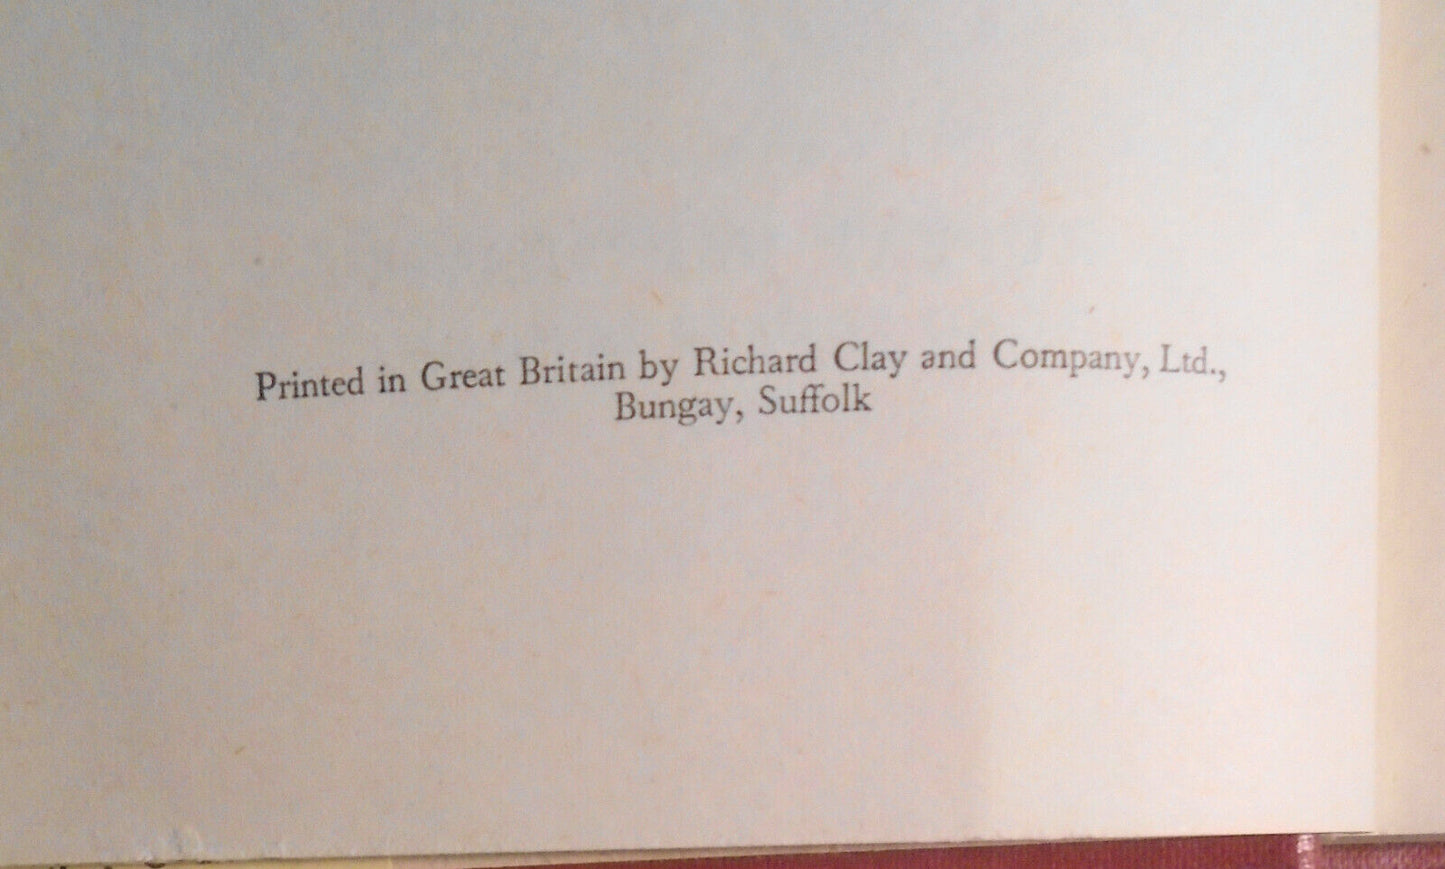 Printed in Great Britain by Richard Clay and Company, Ltd.,
Bungay, Suffolk